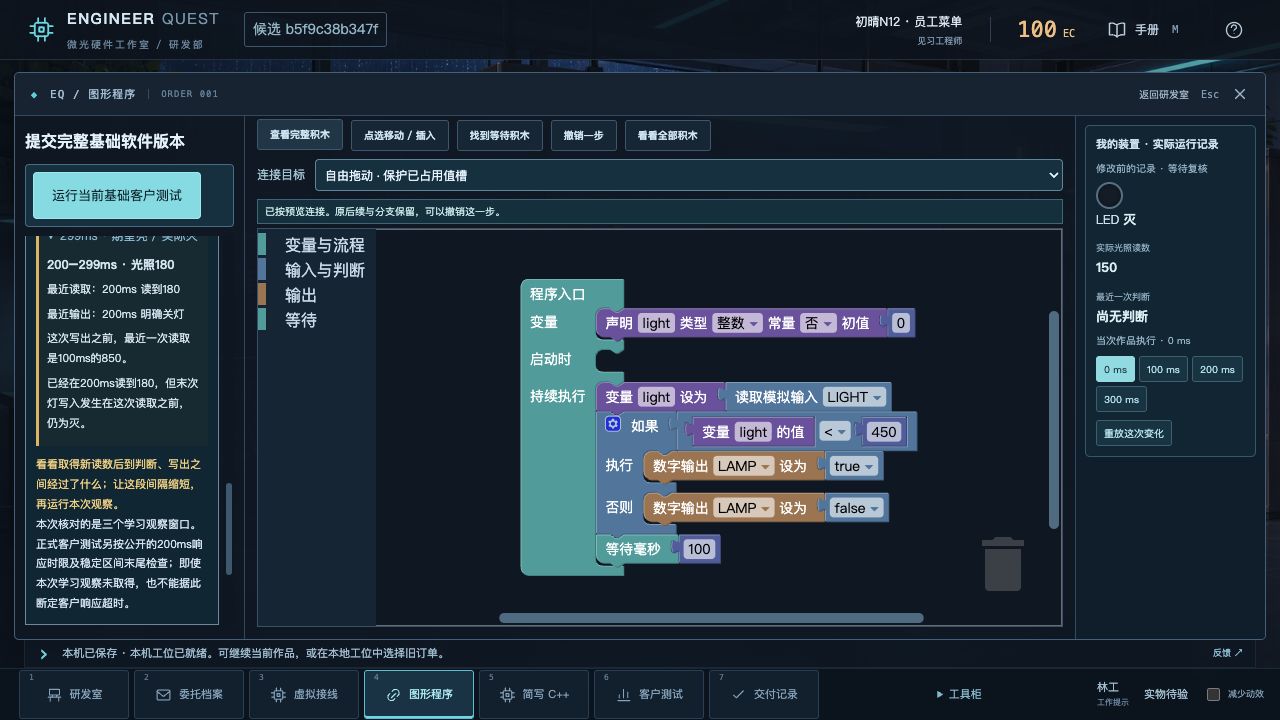 ENGINEER QUEST
微光硬件工作室 / 研发部
候选 b5f9c38b347f
初晴N12 · 员工菜单
见习工程师
100 EC
手册 M
EQ / 图形程序
ORDER 001
返回研发室 Esc
提交完整基础软件版本
运行当前基础客户测试
200—299ms · 光照180
最近读取：200ms 读到180
最近输出：200ms 明确关灯
这次写出之前，最近一次读取
是100ms的850。
已经在200ms读到180，但末次
灯写入发生在这次读取之前，
仍为灭。
看看取得新读数后到判断、写出之
间经过了什么；让这段间隔缩短，
再运行本次观察。
本次核对的是三个学习观察窗口。
正式客户测试另按公开的200ms响
应时限及稳定区间末尾检查；即使
本次学习观察未取得，也不能据此
断定客户响应超时。
查看完整积木
点选移动 / 插入
找到等待积木
撤销一步
看看全部积木
连接目标
自由拖动 · 保护已占用值槽
已按预览连接。原后续与分支保留，可以撤销这一步。
变量与流程
输入与判断
输出
等待
程序入口
变量
声明 light 类型 整数 常量 否 初值 0
启动时
持续执行
变量 light 设为 读取模拟输入 LIGHT
如果 变量 light 的值 < 450
执行 数字输出 LAMP 设为 true
否则 数字输出 LAMP 设为 false
等待毫秒 100
我的装置 · 实际运行记录
修改前的记录 · 等待复核
LED 灭
实际光照读数
150
最近一次判断
尚无判断
当次作品执行 · 0 ms
0 ms
100 ms
200 ms
300 ms
重放这次变化
本机已保存 · 本机工位已就绪。可继续当前作品，或在本地工位中选择旧订单。
反馈 ↗
1 研发室
2 委托档案
3 虚拟接线
4 图形程序
5 简写 C++
6 客户测试
7 交付记录
工具柜
林工
工作提示
实物待验
减少动效